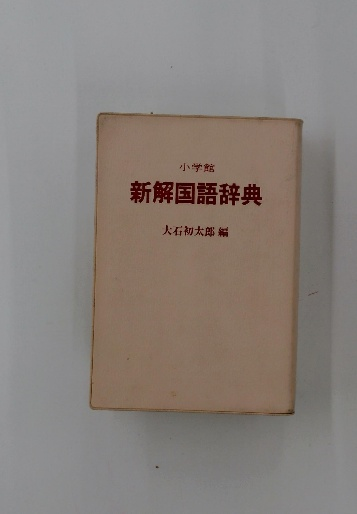 小学館
新解国語辞典
大石初太郎 編